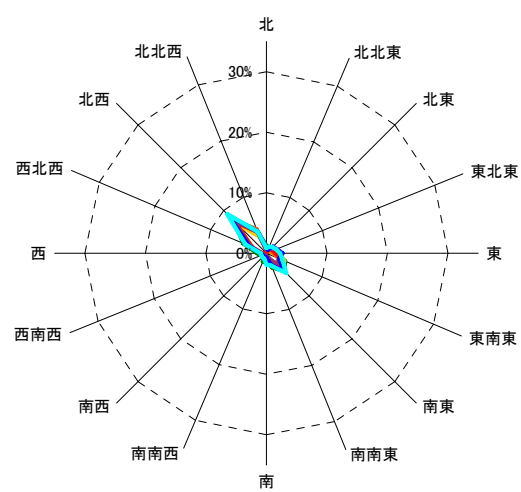 北
北北西
北北東
30%
北西
北東
20%
西北西
東北東
10%
西
0%
東
西南西
東南東
南西
南東
南南西
南南東
南